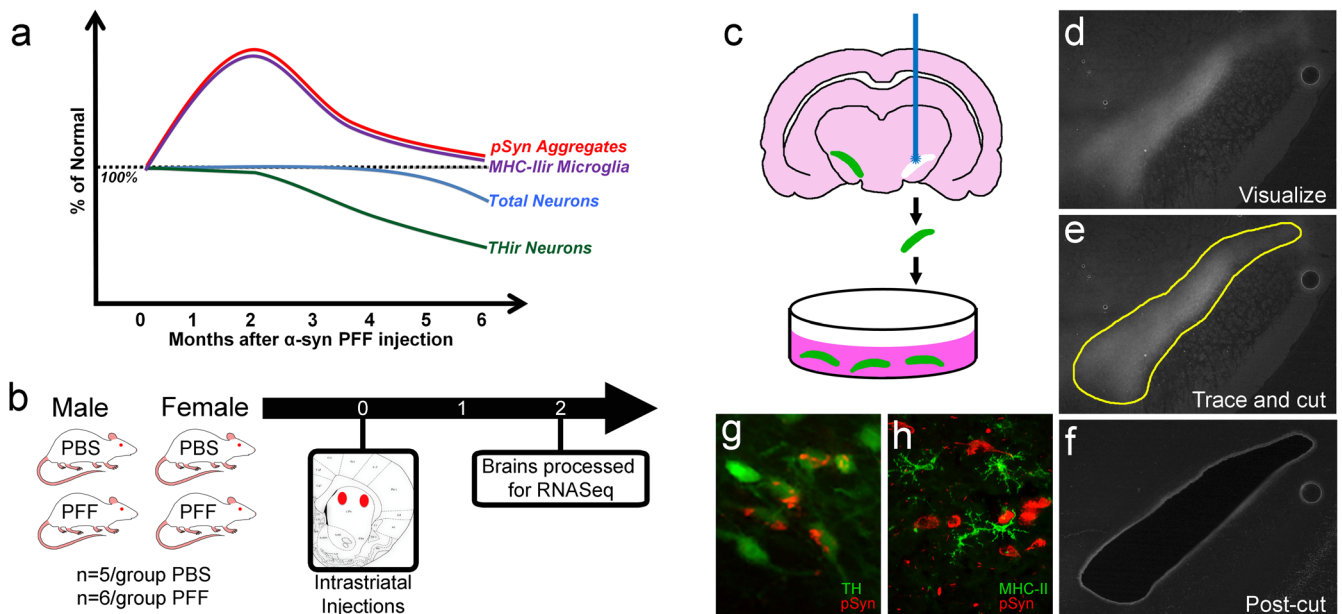 a
% of Normal
100%
pSyn Aggregates
MHC-IIir Microglia
Total Neurons
THir Neurons
0 1 2 3 4 5 6
Months after α-syn PFF injection
b
Male Female
0 1 2
PBS PBS
PFF PFF
n=5/group PBS
n=6/group PFF
Brains processed
for RNASeq
Intrastriatal
Injections
c
d
Visualize
e
Trace and cut
f
Post-cut
g
TH
pSyn
h
MHC-II
pSyn